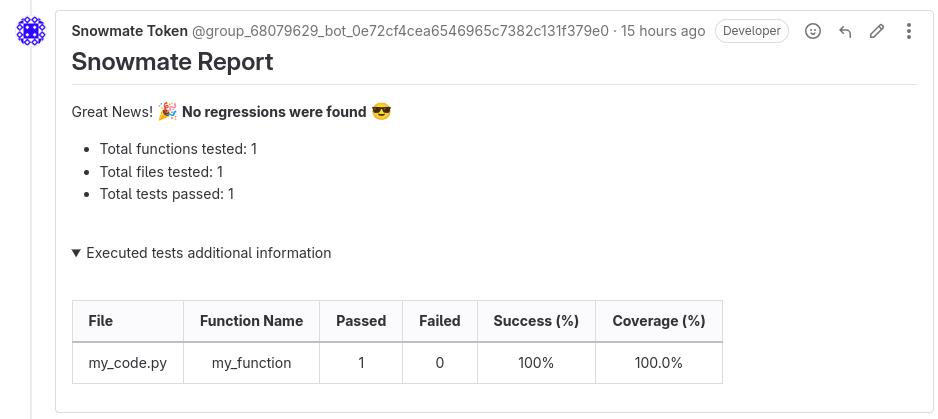 Snowmate Token @group_68079629_bot_0e72cf4cea6546965c7382c131f379e0 · 15 hours ago Developer
Snowmate Report
Great News! 🎉 No regressions were found 😎
• Total functions tested: 1
• Total files tested: 1
• Total tests passed: 1
▼ Executed tests additional information
File Function Name Passed Failed Success (%) Coverage (%)
my_code.py my_function 1 0 100% 100.0%